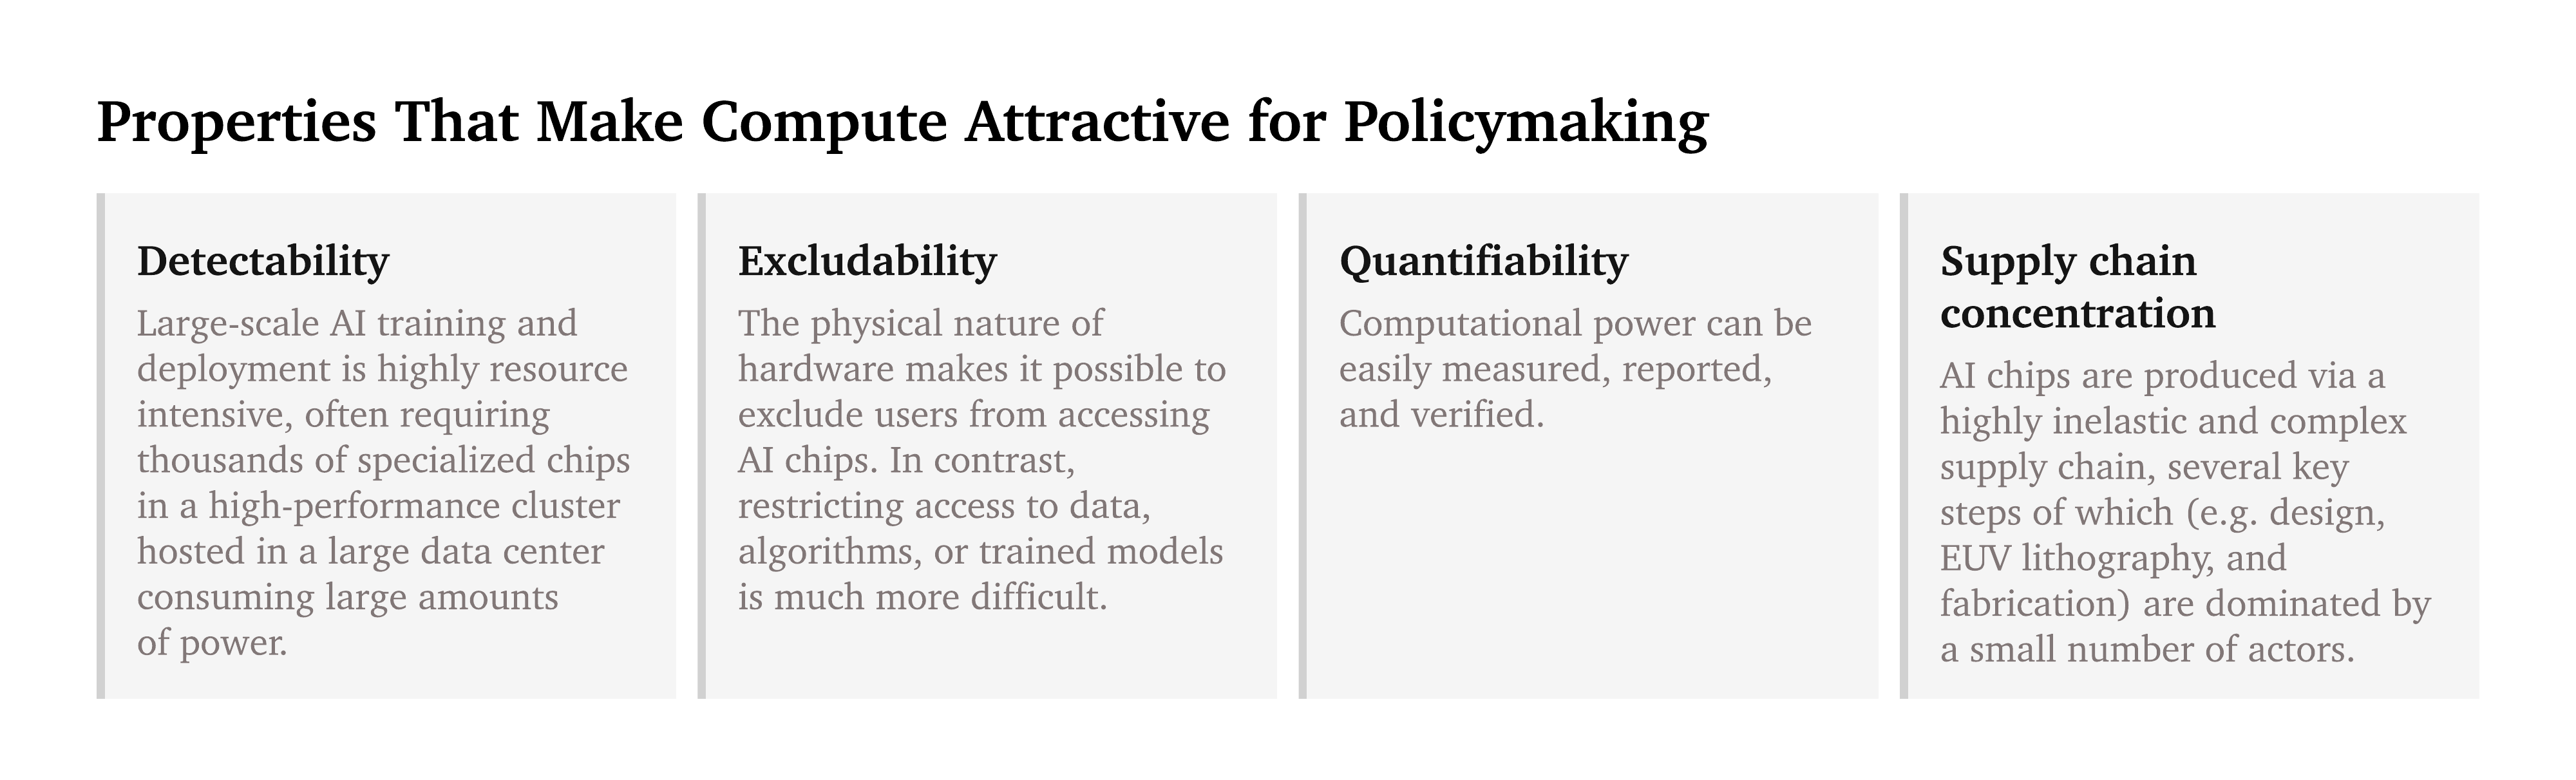 Properties That Make Compute Attractive for Policymaking
Detectability
Large-scale AI training and
deployment is highly resource
intensive, often requiring
thousands of specialized chips
in a high-performance cluster
hosted in a large data center
consuming large amounts
of power.
Excludability
The physical nature of
hardware makes it possible to
exclude users from accessing
AI chips. In contrast,
restricting access to data,
algorithms, or trained models
is much more difficult.
Quantifiability
Computational power can be
easily measured, reported,
and verified.
Supply chain
concentration
AI chips are produced via a
highly inelastic and complex
supply chain, several key
steps of which (e.g. design,
EUV lithography, and
fabrication) are dominated by
a small number of actors.